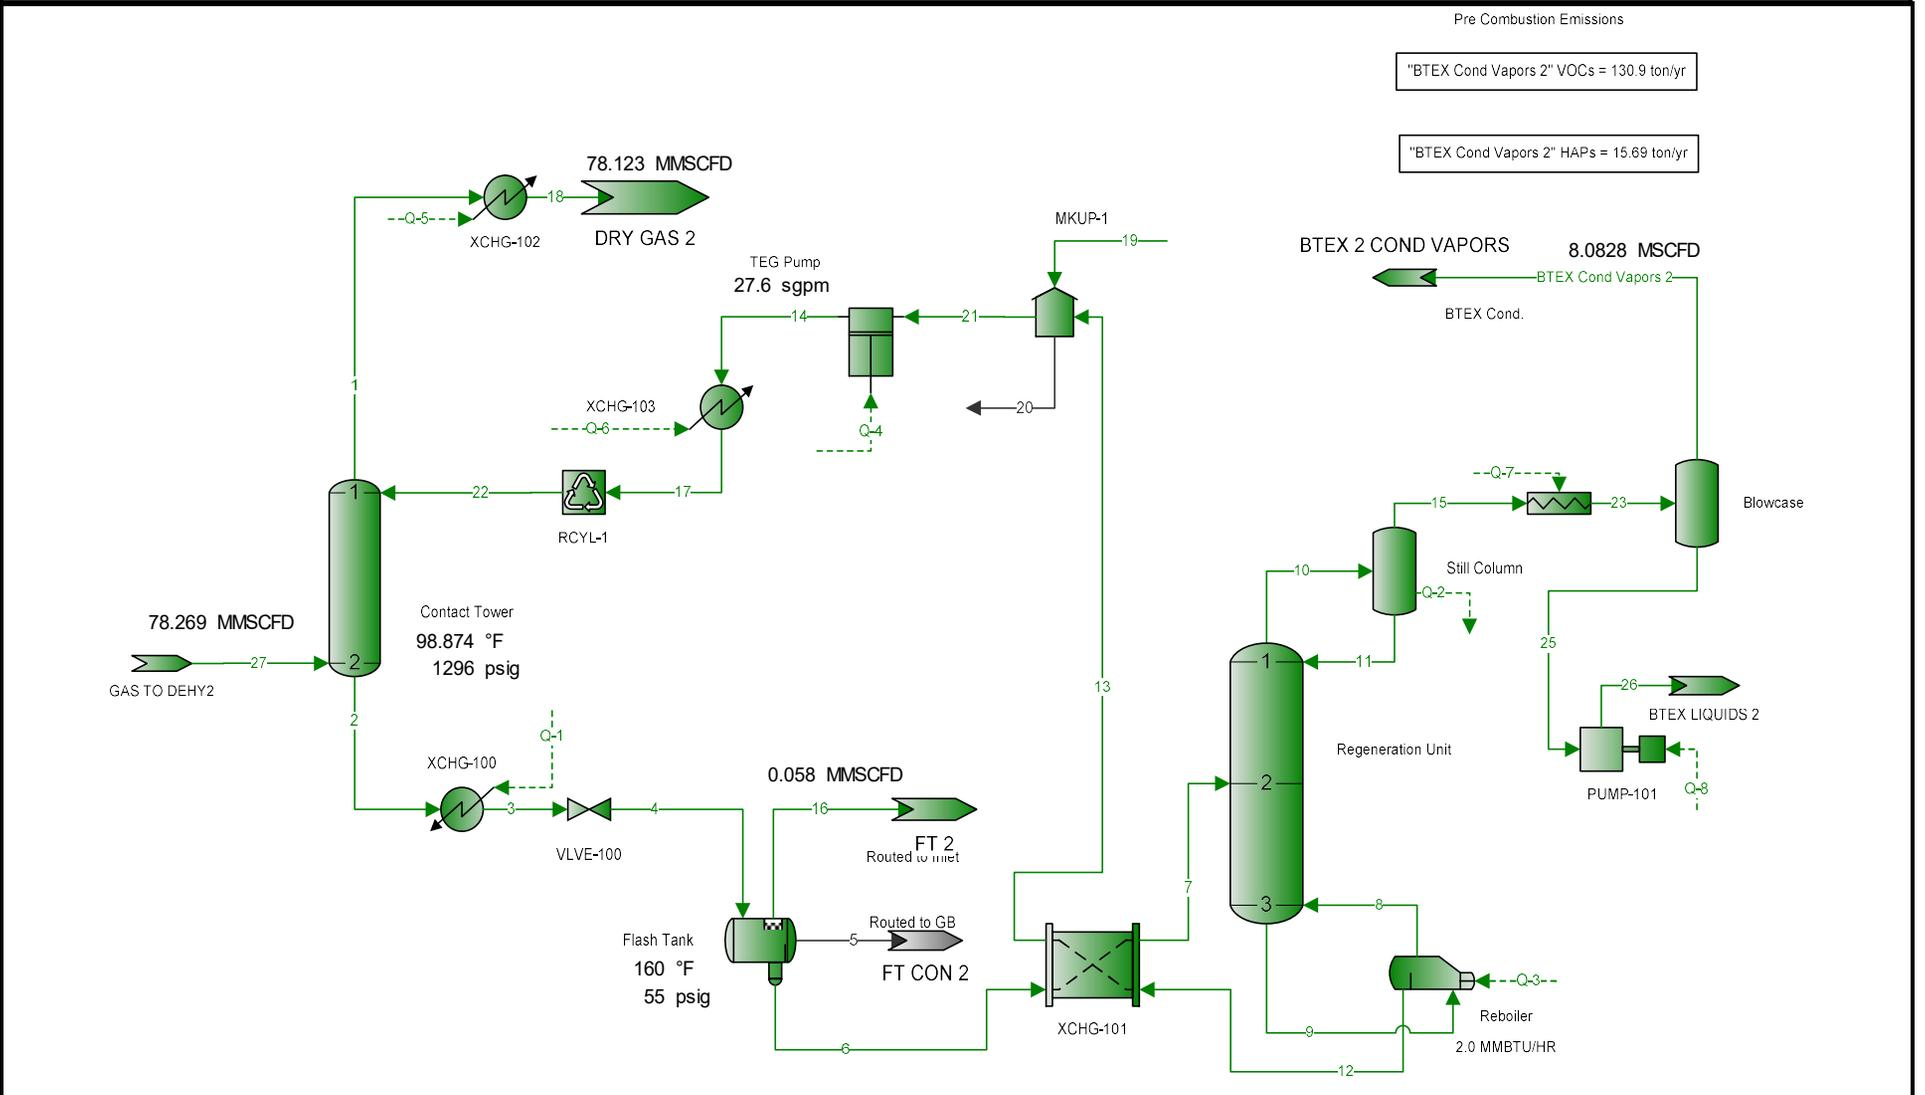 Pre Combustion Emissions
"BTEX Cond Vapors 2" VOCs = 130.9 ton/yr
"BTEX Cond Vapors 2" HAPs = 15.69 ton/yr
78.123 MMSCFD
18
Q-5
XCHG-102
DRY GAS 2
MKUP-1
19
BTEX 2 COND VAPORS
8.0828 MSCFD
TEG Pump
27.6 sgpm
BTEX Cond Vapors 2
BTEX Cond.
14
21
1
XCHG-103
20
Q-6
Q-4
Q-7
1
22
17
15
23
Blowcase
RCYL-1
10
Still Column
Q-2
Contact Tower
78.269 MMSCFD
98.874 °F
25
27
2
1296 psig
1
11
GAS TO DEHY2
13
26
BTEX LIQUIDS 2
2
Q-1
Regeneration Unit
XCHG-100
0.058 MMSCFD
2
PUMP-101
Q-8
3
4
16
FT 2
VLVE-100
Routed to Inlet
7
8
3
Routed to GB
Flash Tank
5
160 °F
FT CON 2
Q-3
55 psig
XCHG-101
Reboiler
9
6
2.0 MMBTU/HR
12